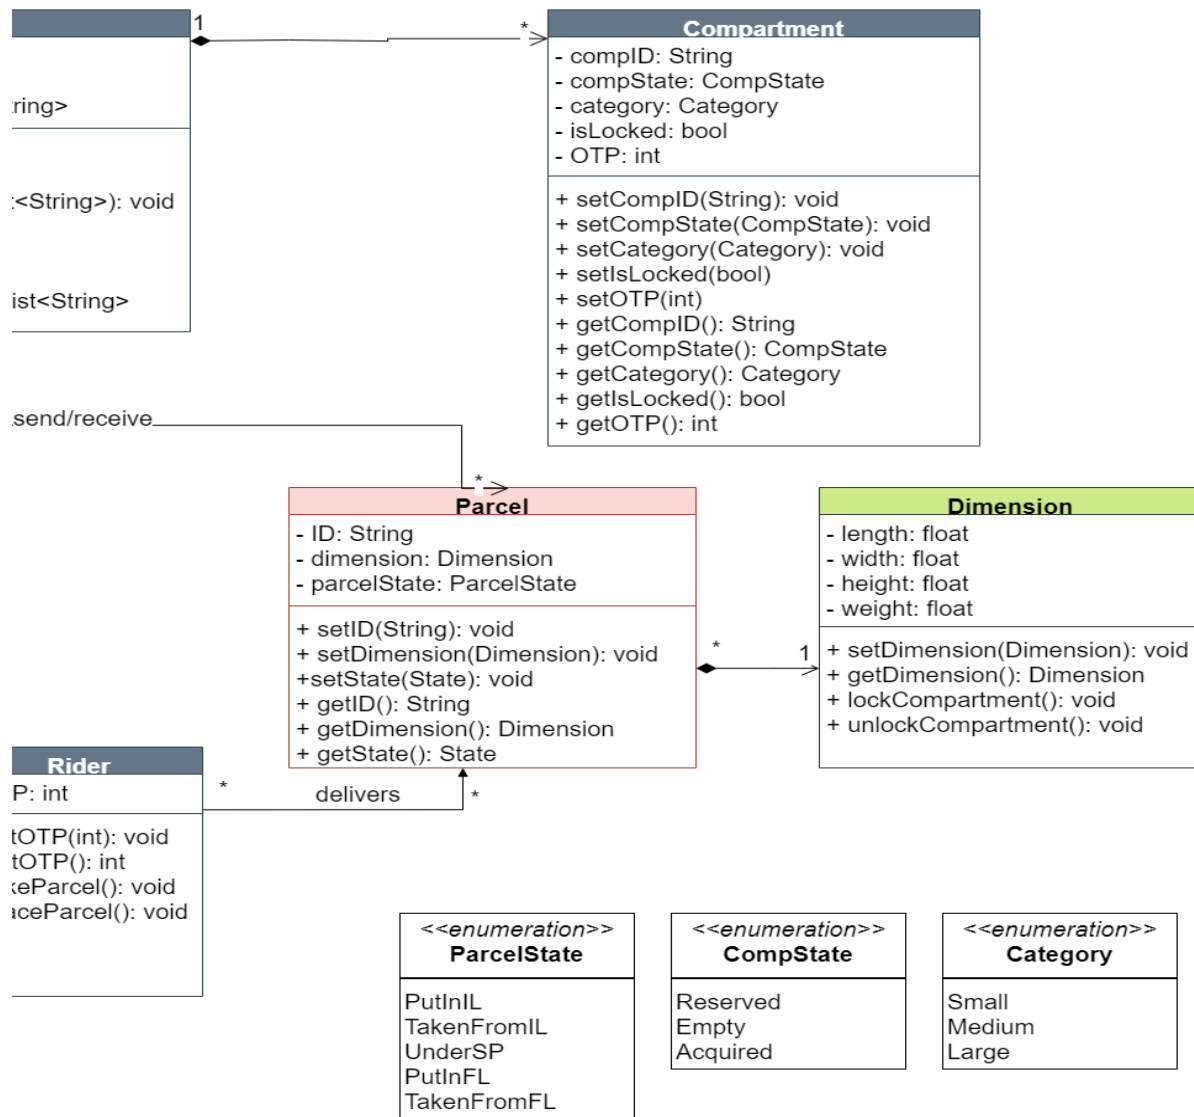 1
*
Compartment
- compID: String
- compState: CompState
- category: Category
- isLocked: bool
- OTP: int
+ setCompID(String): void
+ setCompState(CompState): void
+ setCategory(Category): void
+ setIsLocked(bool)
+ setOTP(int)
+ getCompID(): String
+ getCompState(): CompState
+ getCategory(): Category
+ getIsLocked(): bool
+ getOTP(): int
ring>
<String>): void
ist<String>
send/receive
*
Parcel
- ID: String
- dimension: Dimension
- parcelState: ParcelState
+ setID(String): void
+ setDimension(Dimension): void
+setState(State): void
+ getID(): String
+ getDimension(): Dimension
+ getState(): State
*
1
Dimension
- length: float
- width: float
- height: float
- weight: float
+ setDimension(Dimension): void
+ getDimension(): Dimension
+ lockCompartment(): void
+ unlockCompartment(): void
Rider
P: int
tOTP(int): void
tOTP(): int
keParcel(): void
aceParcel(): void
*
delivers
*
<<enumeration>>
ParcelState
PutInIL
TakenFromIL
UnderSP
PutInFL
TakenFromFL
<<enumeration>>
CompState
Reserved
Empty
Acquired
<<enumeration>>
Category
Small
Medium
Large